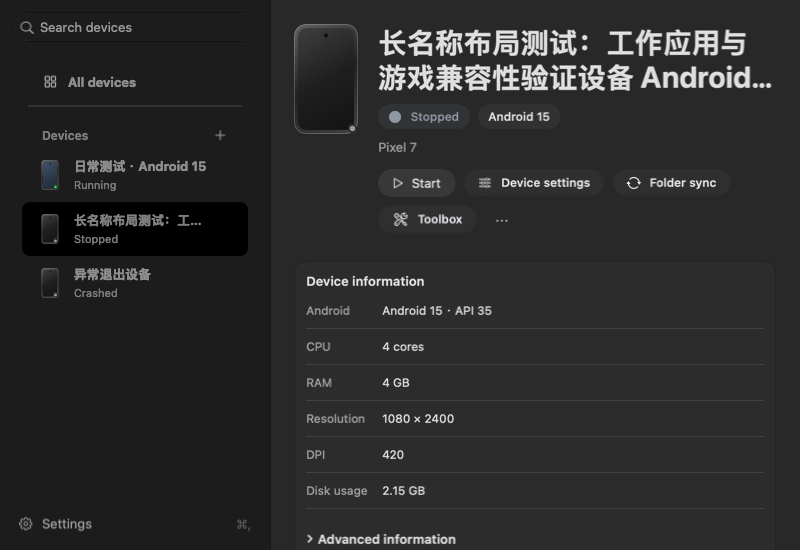 Search devices
All devices
Devices
日常测试 · Android 15
Running
长名称布局测试：工...
Stopped
异常退出设备
Crashed
Settings
⌘,
长名称布局测试：工作应用与
游戏兼容性验证设备 Android...
Stopped
Android 15
Pixel 7
Start
Device settings
Folder sync
Toolbox
...
Device information
Android Android 15 · API 35
CPU 4 cores
RAM 4 GB
Resolution 1080 × 2400
DPI 420
Disk usage 2.15 GB
Advanced information